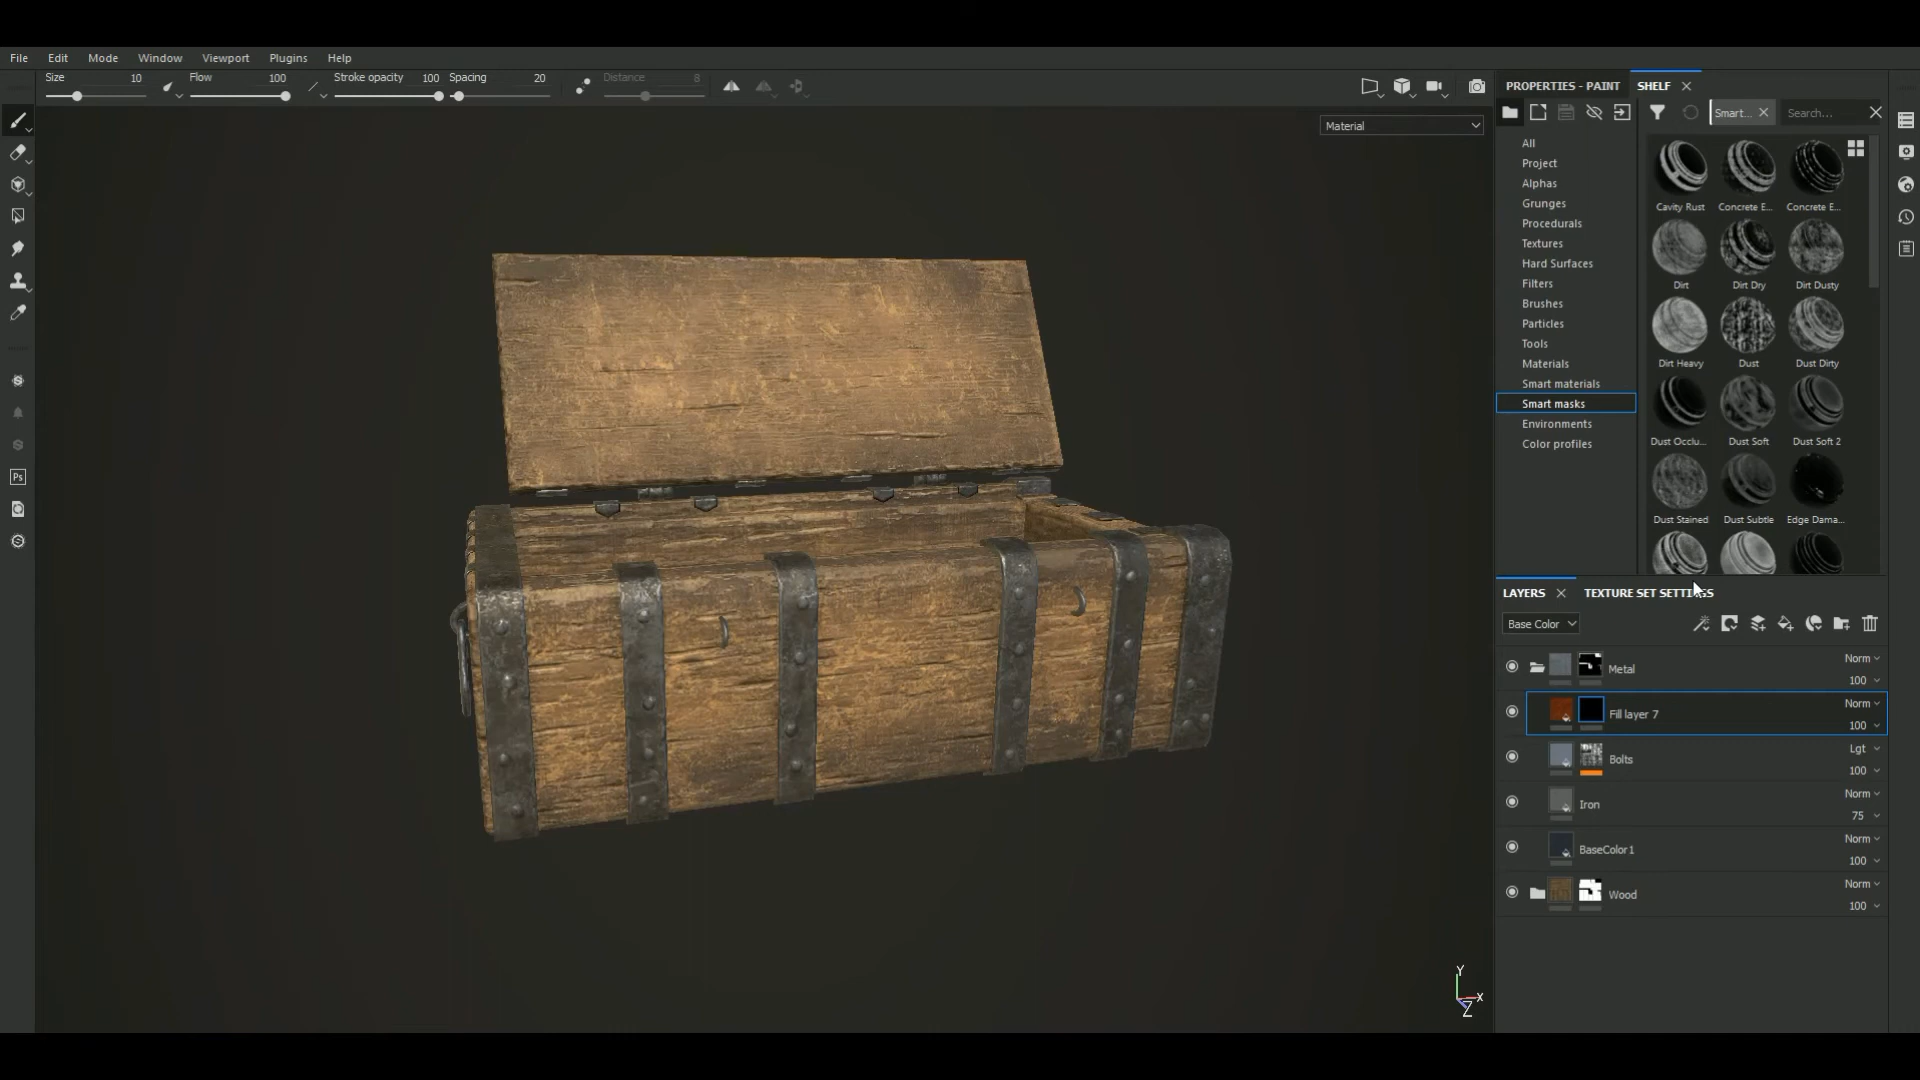 File Edit Mode Window Viewport Plugins Help
Size 10 Flow 100 Stroke opacity 100 Spacing 20 Distance 8
PROPERTIES - PAINT SHELF
Smart... Search...
Material
All
Project
Alphas
Grunges
Procedurals
Textures
Hard Surfaces
Filters
Brushes
Particles
Tools
Materials
Smart materials
Smart masks
Environments
Color profiles
Cavity Rust Concrete E... Concrete E...
Dirt Dirt Dry Dirt Dusty
Dirt Heavy Dust Dust Dirty
Dust Occlu... Dust Soft Dust Soft 2
Dust Stained Dust Subtle Edge Dama...
Ps
LAYERS TEXTURE SET SETTINGS
Base Color
Metal Norm
100
Fill layer 7 Norm
100
Bolts Lgt
100
Iron Norm
75
BaseColor1 Norm
100
Wood Norm
100
Y
X
Z